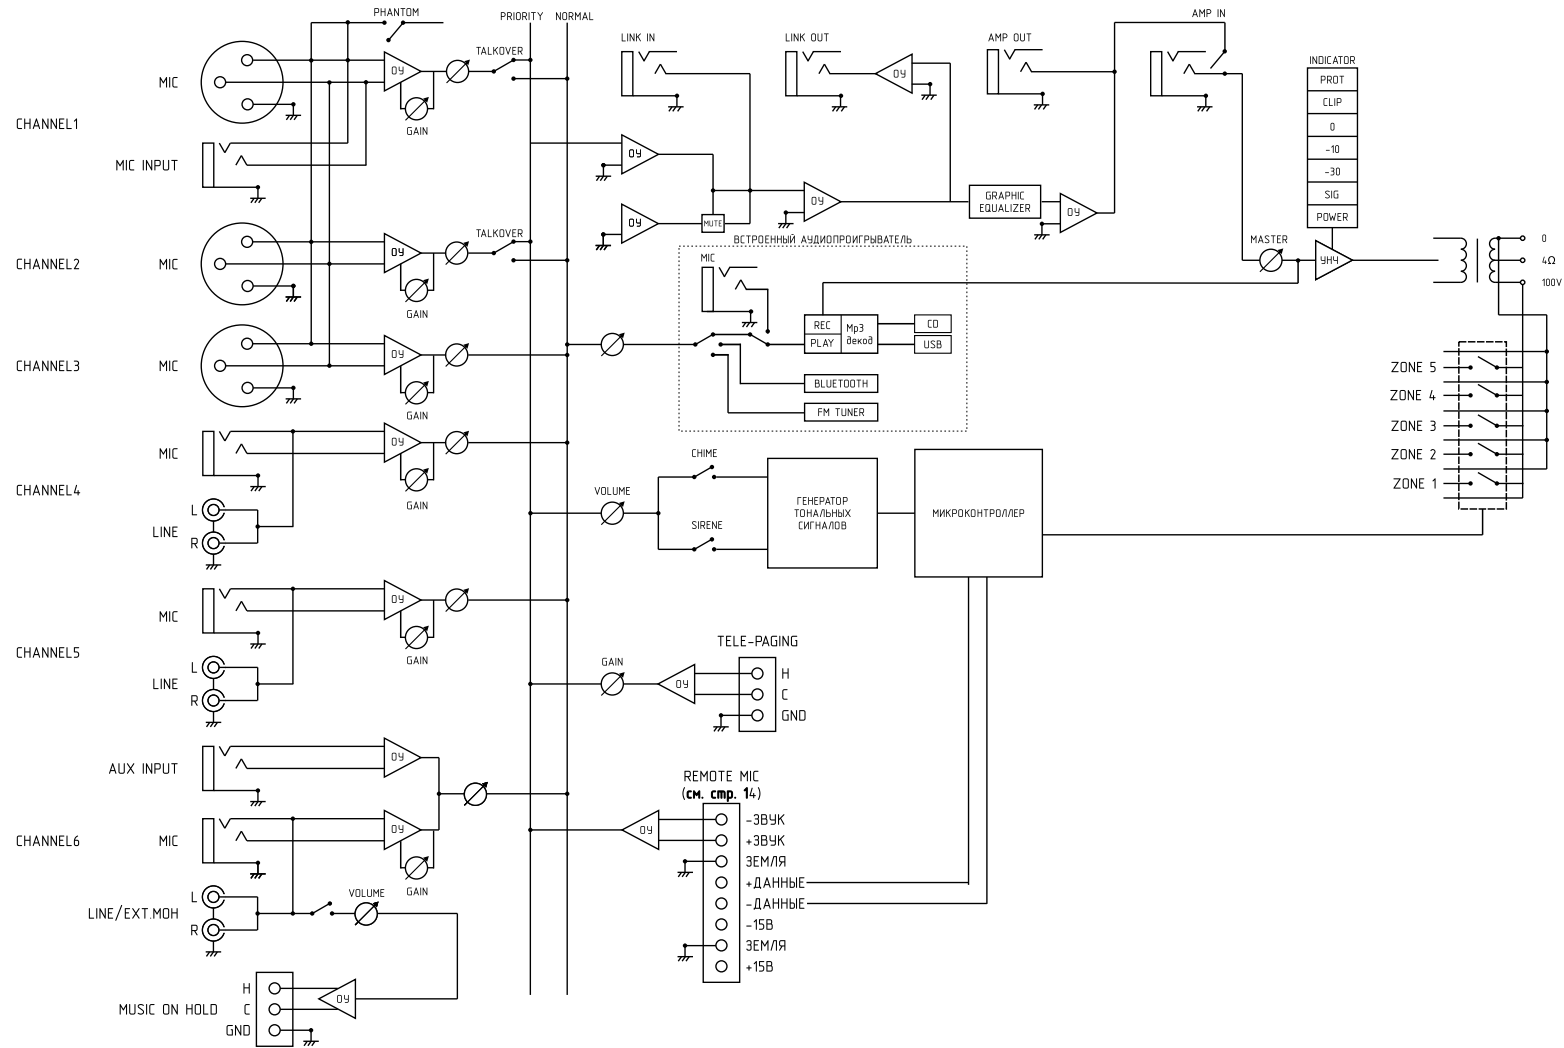 PHANTOM
PRIORITY NORMAL
AMP IN
LINK IN
LINK OUT
AMP OUT
TALKOVER
INDICATOR
PROT
CLIP
0
-10
-30
SIG
POWER
MIC
ОУ
ОУ
GAIN
CHANNEL1
MIC INPUT
ОУ
ОУ
MUTE
ОУ
GRAPHIC
EQUALIZER
ОУ
TALKOVER
ВСТРОЕННЫЙ АУДИОПРОИГРЫВАТЕЛЬ
MASTER
УНЧ
0
4Ω
100V
CHANNEL2
MIC
ОУ
GAIN
MIC
REC
PLAY
Mp3
декод
CD
USB
BLUETOOTH
FM TUNER
CHANNEL3
MIC
ОУ
GAIN
ZONE 5
ZONE 4
ZONE 3
ZONE 2
ZONE 1
MIC
ОУ
GAIN
CHANNEL4
L
LINE
R
CHIME
VOLUME
SIRENE
ГЕНЕРАТОР
ТОНАЛЬНЫХ
СИГНАЛОВ
МИКРОКОНТРОЛЛЕР
MIC
ОУ
GAIN
CHANNEL5
L
LINE
R
TELE-PAGING
GAIN
ОУ
H
C
GND
AUX INPUT
ОУ
REMOTE MIC
(см. стр. 14)
ОУ
-ЗВУК
+ЗВУК
ЗЕМЛЯ
+ДАННЫЕ
-ДАННЫЕ
-15В
ЗЕМЛЯ
+15В
CHANNEL6
MIC
ОУ
GAIN
L
LINE/EXT.MOH
R
VOLUME
H
MUSIC ON HOLD
C
GND
ОУ